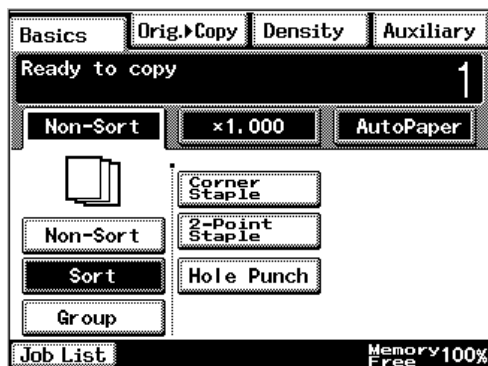 Basics Orig.▸Copy Density Auxiliary
Ready to copy 1
Non-Sort ×1.000 AutoPaper
Corner
Staple
Non-Sort 2-Point
Staple
Sort Hole Punch
Group
Job List Memory
Free 100%